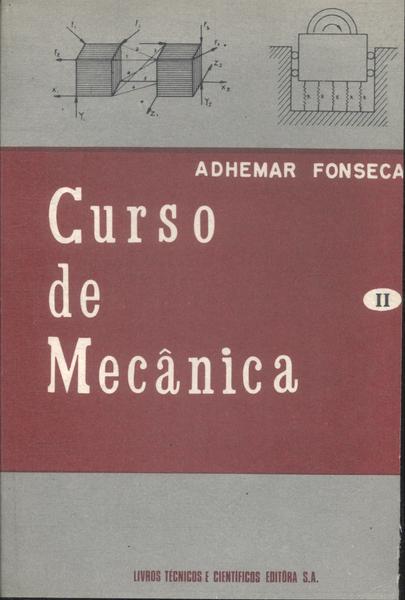 ADHEMAR FONSECA
Curso
de
Mecânica
II
LIVROS TÉCNICOS E CIENTÍFICOS EDITÔRA S.A.